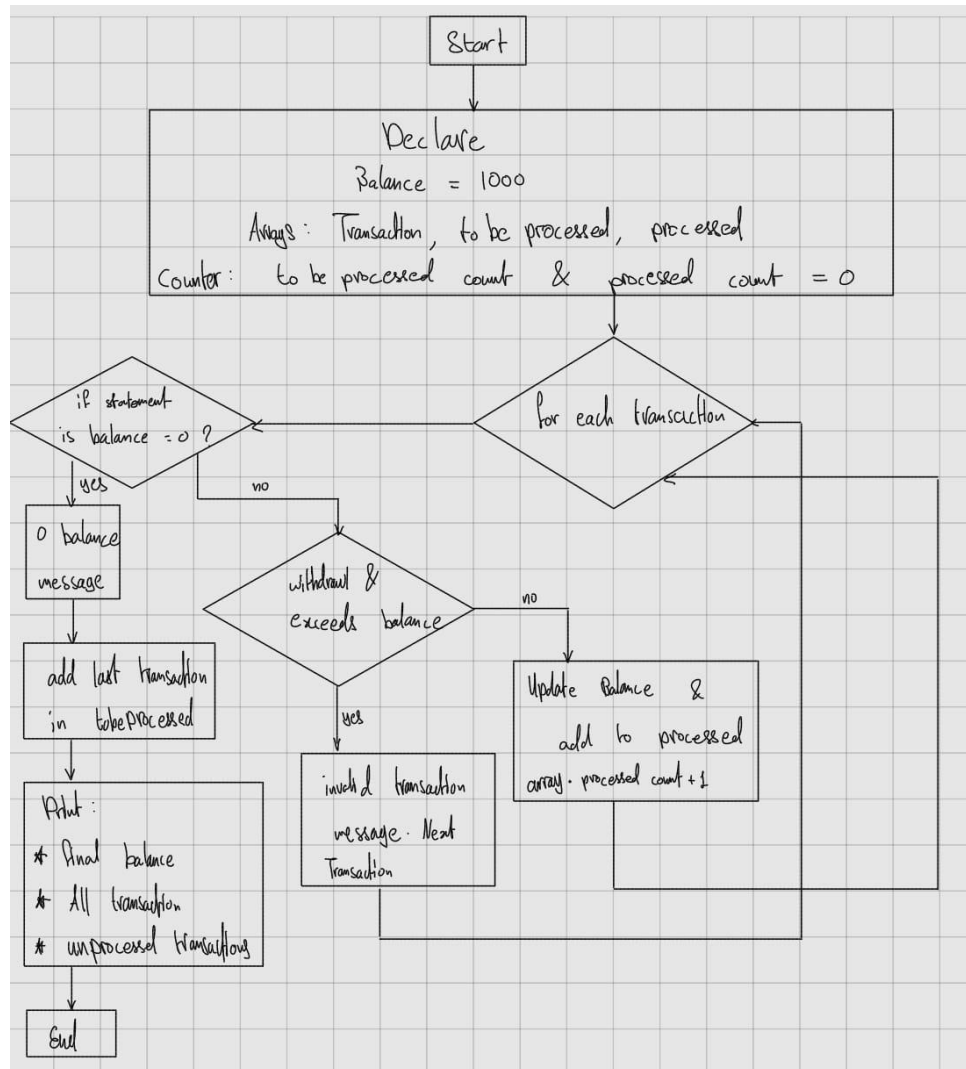 Start
Declare
Balance = 1000
Arrays: Transaction, to be processed, processed
Counter: to be processed count & processed count = 0
for each transaction
if statement
is balance = 0 ?
yes
no
0 balance
message
withdrawl &
exceeds balance
no
yes
add last transaction
in tobeProcessed
Update Balance &
add to processed
array. processed count + 1
invalid transaction
message. Next
Transaction
Print:
* final balance
* All transaction
* unprocessed transactions
End